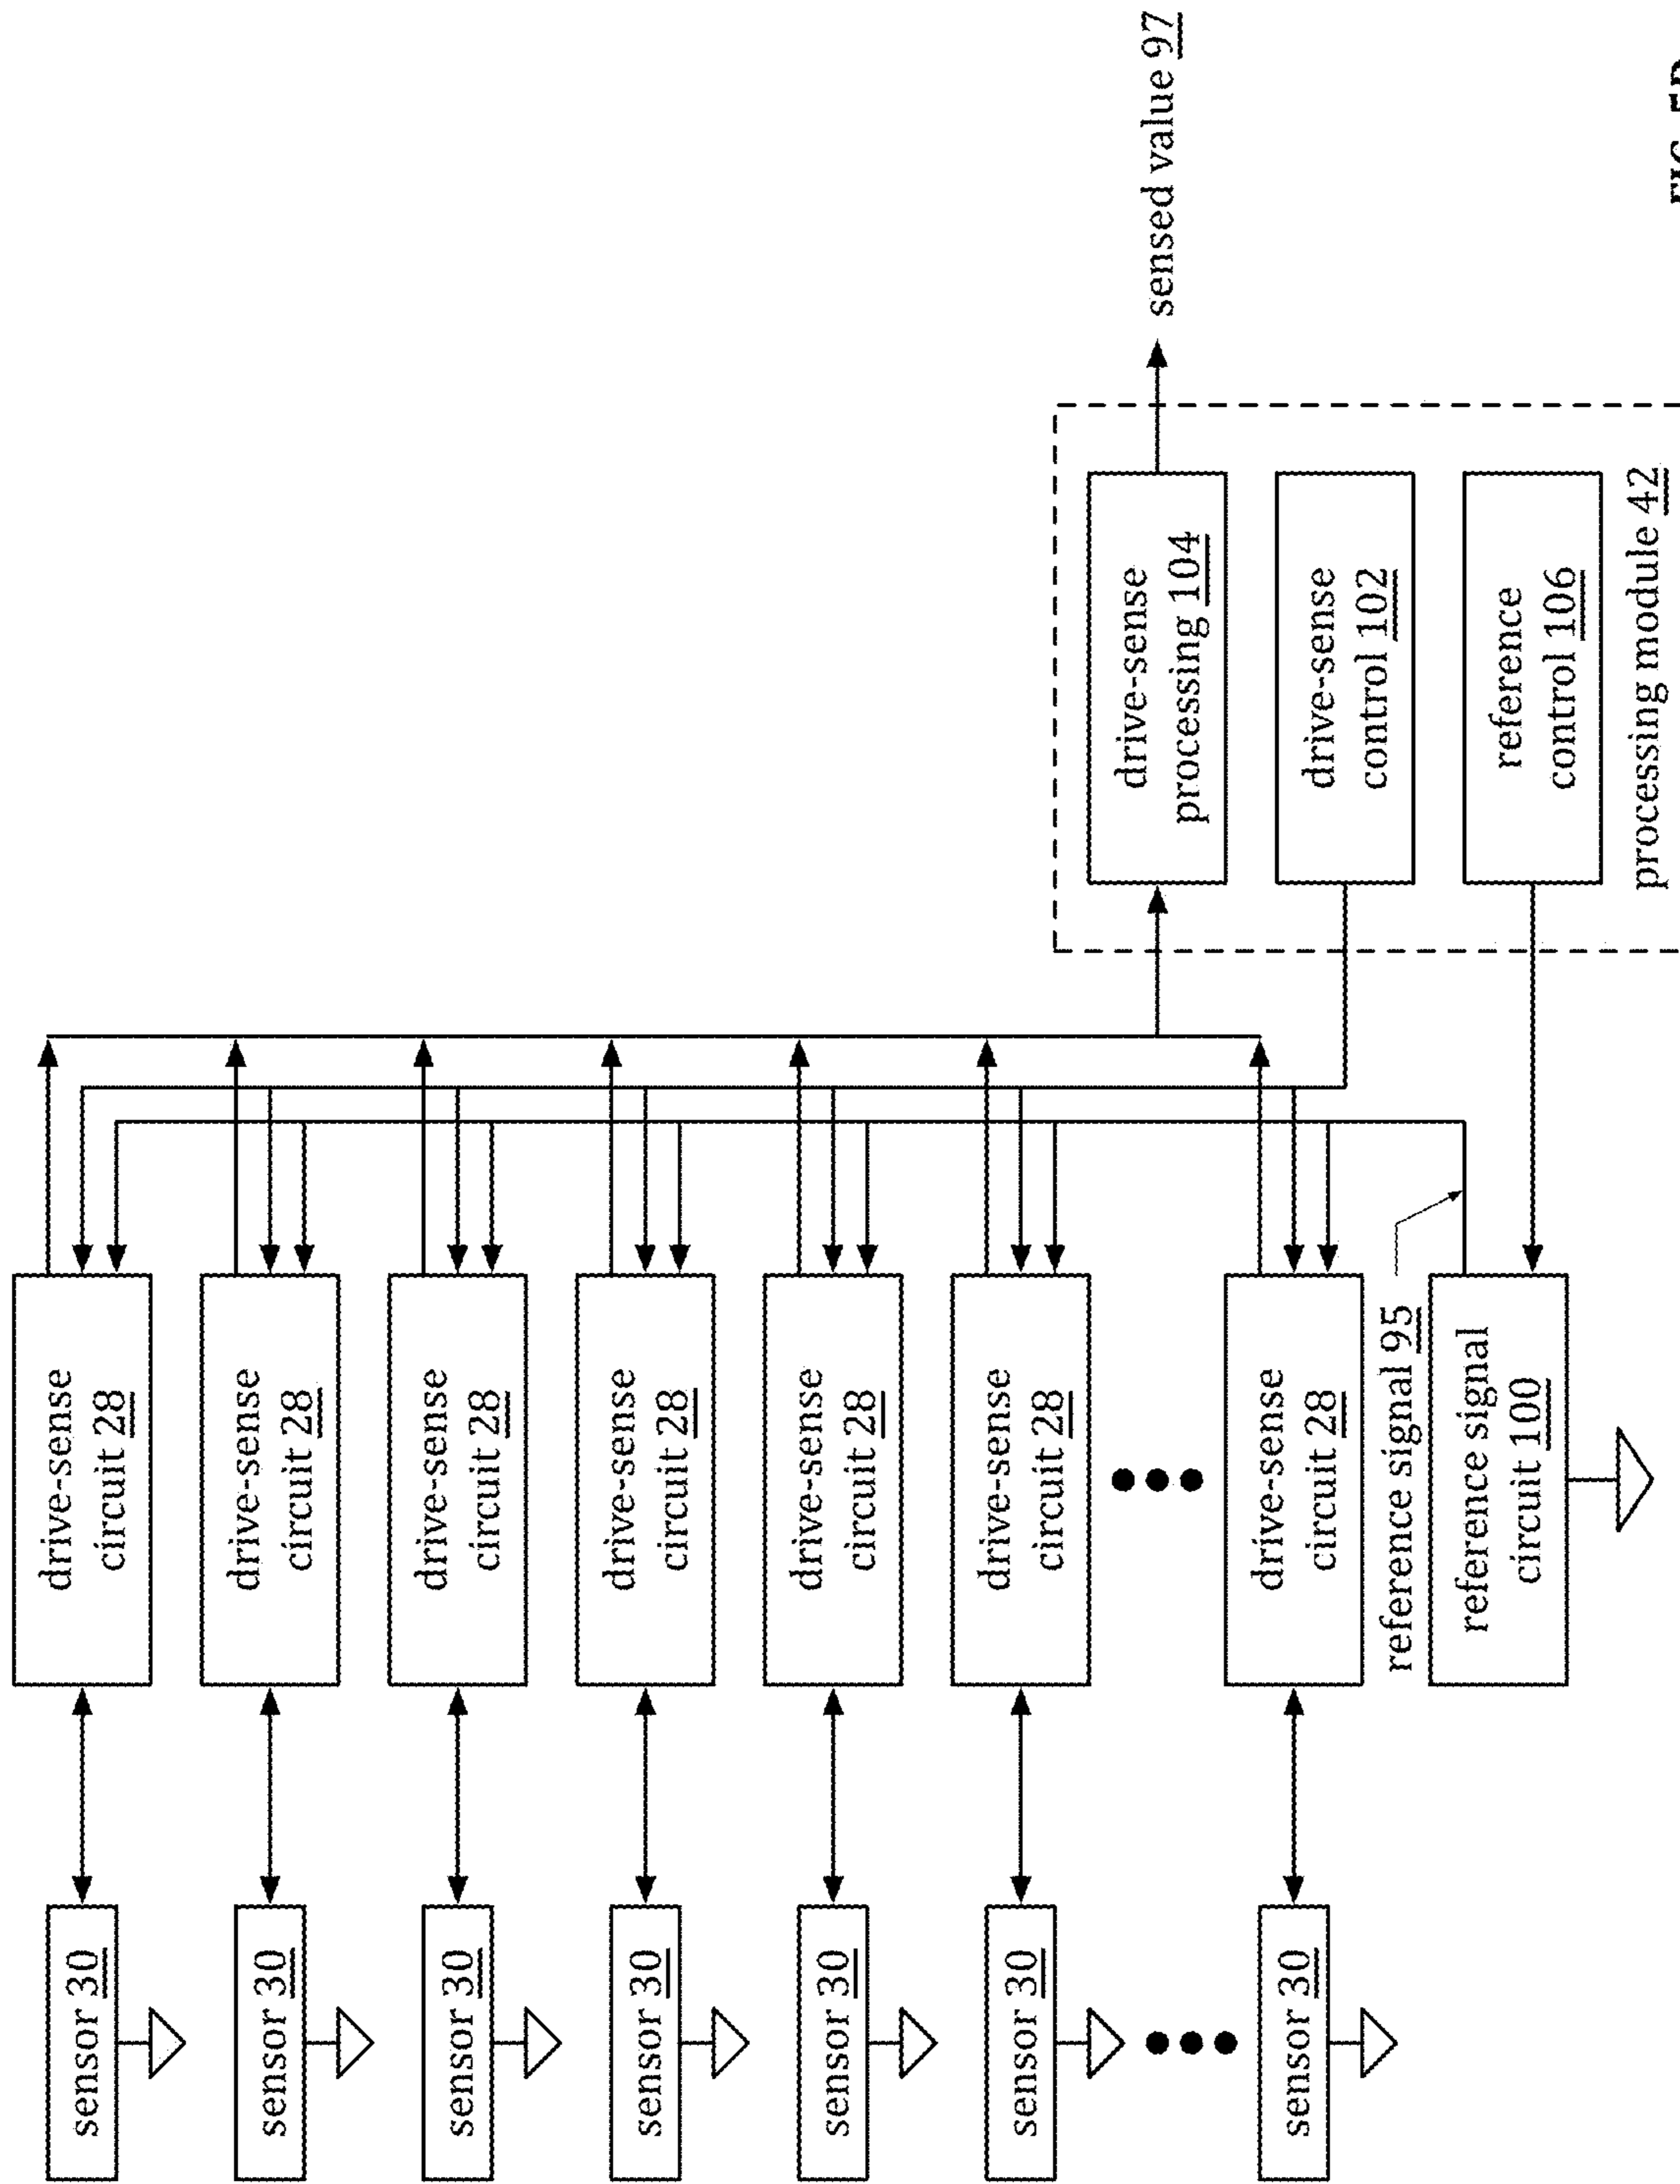 sensor 30
drive-sense
circuit 28
sensor 30
drive-sense
circuit 28
sensor 30
drive-sense
circuit 28
sensor 30
drive-sense
circuit 28
sensor 30
drive-sense
circuit 28
sensor 30
drive-sense
circuit 28
sensor 30
drive-sense
circuit 28
reference signal 95
reference signal
circuit 100
drive-sense
processing 104
sensed value 97
drive-sense
control 102
reference
control 106
processing module 42